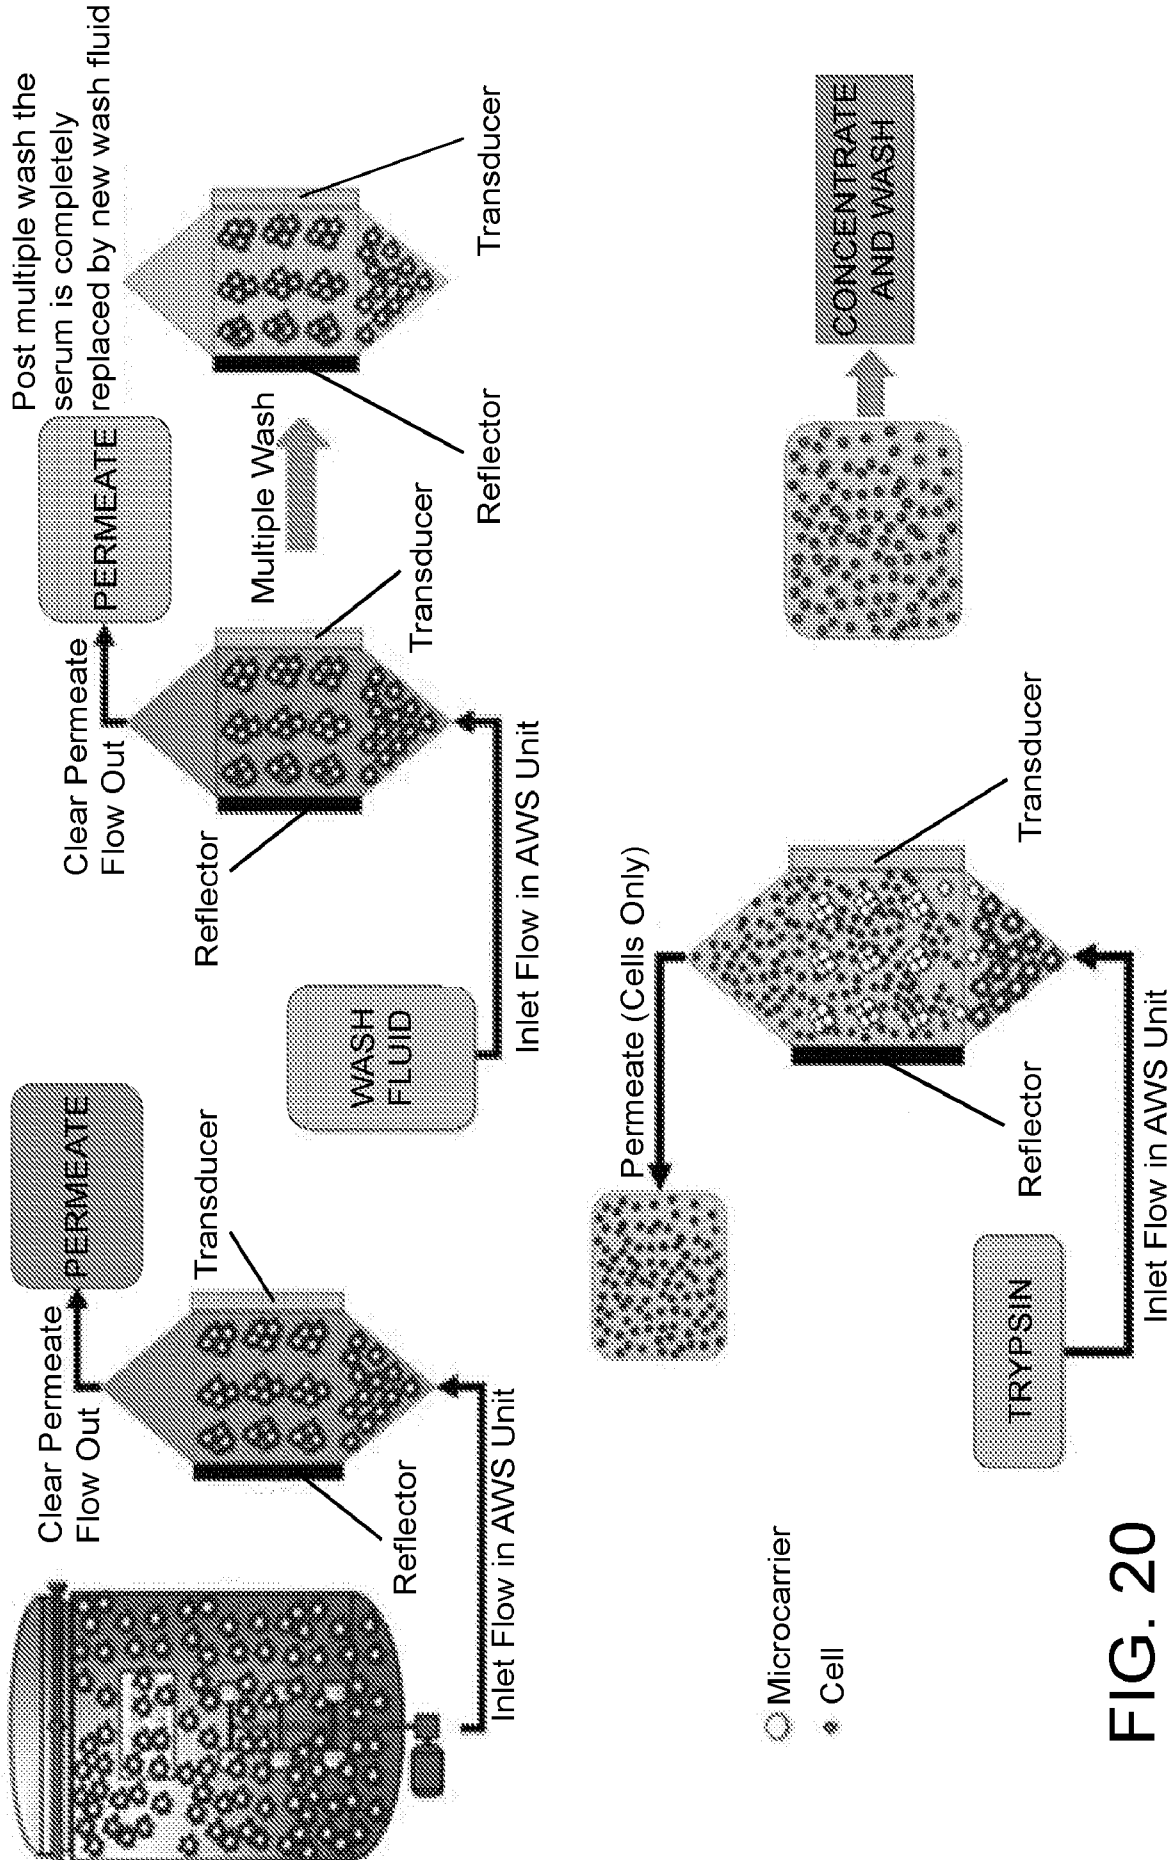 Clear Permeate
Flow Out
PERMEATE
Transducer
Reflector
Inlet Flow in AWS Unit
WASH
FLUID
Inlet Flow in AWS Unit
Clear Permeate
Flow Out
PERMEATE
Reflector
Transducer
Multiple Wash
Post multiple wash the
serum is completely
replaced by new wash fluid
Reflector
Transducer
Microcarrier
Cell
TRYPSIN
Inlet Flow in AWS Unit
Permeate (Cells Only)
Reflector
Transducer
CONCENTRATE
AND WASH
FIG. 20